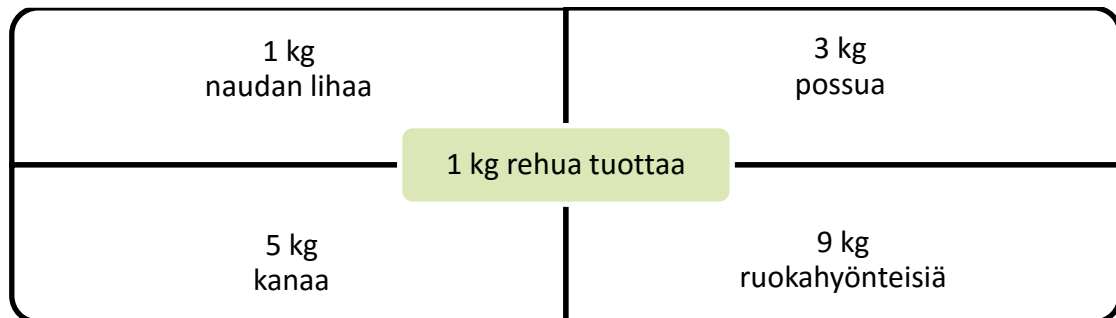 1 kg
naudan lihaa
3 kg
possua
1 kg rehua tuottaa
5 kg
kanaa
9 kg
ruokahyönteisiä